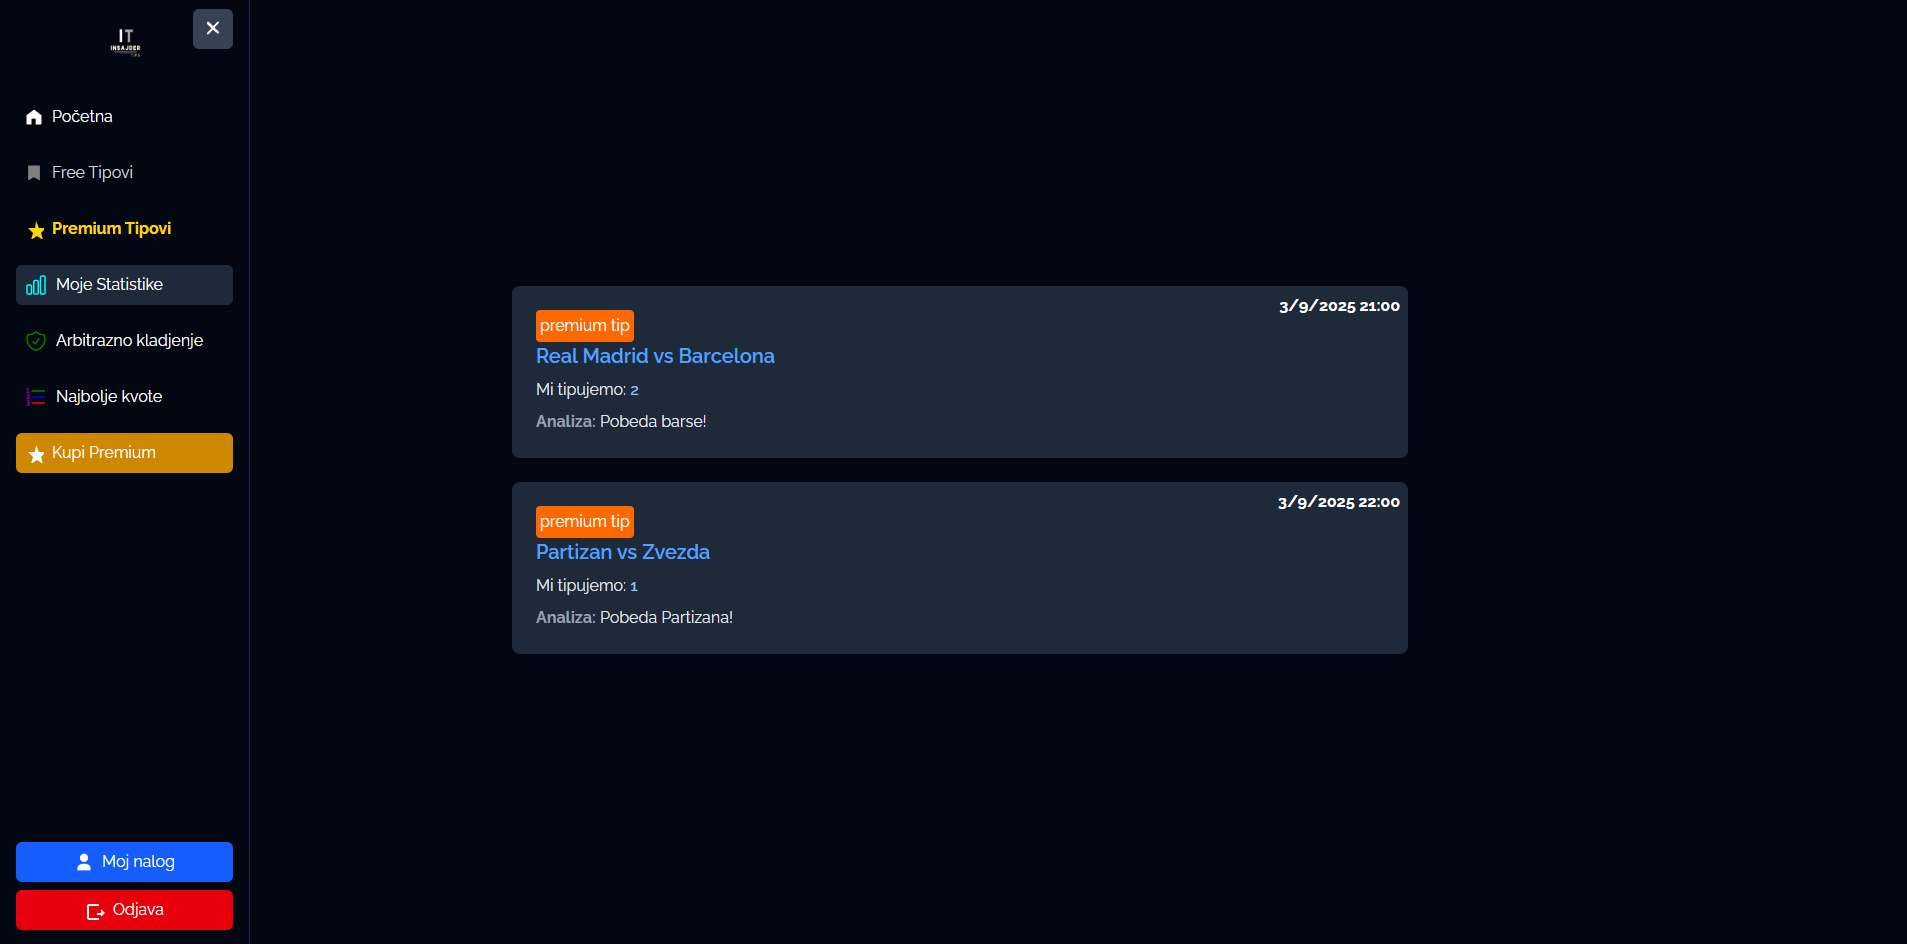 IT
INSAJDER
TIPS
Početna
Free Tipovi
Premium Tipovi
Moje Statistike
Arbitrazno kladjenje
Najbolje kvote
Kupi Premium
Moj nalog
Odjava
3/9/2025 21:00
premium tip
Real Madrid vs Barcelona
Mi tipujemo: 2
Analiza: Pobeda barse!
3/9/2025 22:00
premium tip
Partizan vs Zvezda
Mi tipujemo: 1
Analiza: Pobeda Partizana!